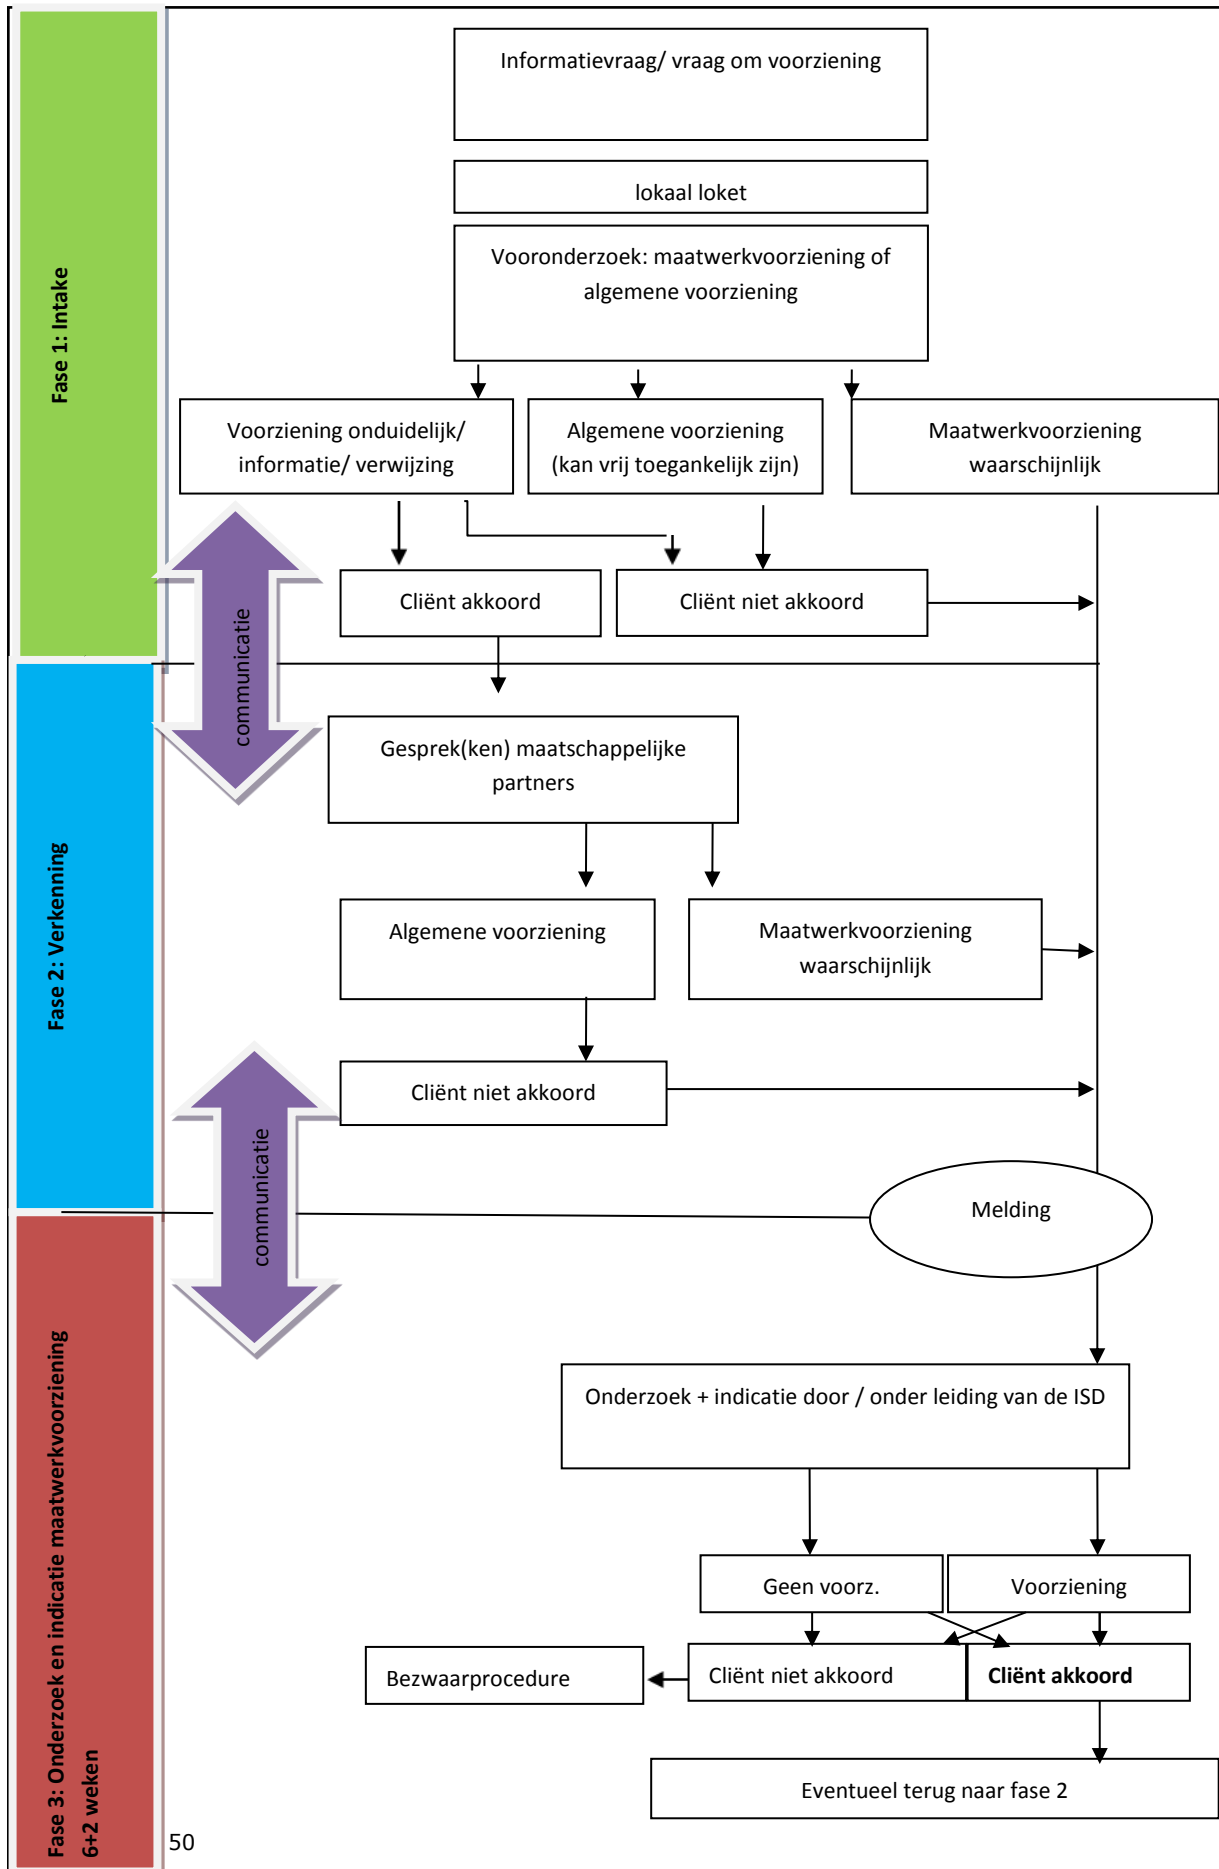 Fase 1: Intake
Informatievraag/ vraag om voorziening
lokaal loket
Vooronderzoek: maatwerkvoorziening of
algemene voorziening
Voorziening onduidelijk/
informatie/ verwijzing
Algemene voorziening
(kan vrij toegankelijk zijn)
Maatwerkvoorziening
waarschijnlijk
communicatie
Cliënt akkoord
Cliënt niet akkoord
Fase 2: Verkenning
Gesprek(ken) maatschappelijke
partners
Algemene voorziening
Maatwerkvoorziening
waarschijnlijk
Cliënt niet akkoord
communicatie
Melding
Fase 3: Onderzoek en indicatie maatwerkvoorziening
6+2 weken
Onderzoek + indicatie door / onder leiding van de ISD
Geen voorz.
Voorziening
Bezwaarprocedure
Cliënt niet akkoord
Cliënt akkoord
Eventueel terug naar fase 2
50